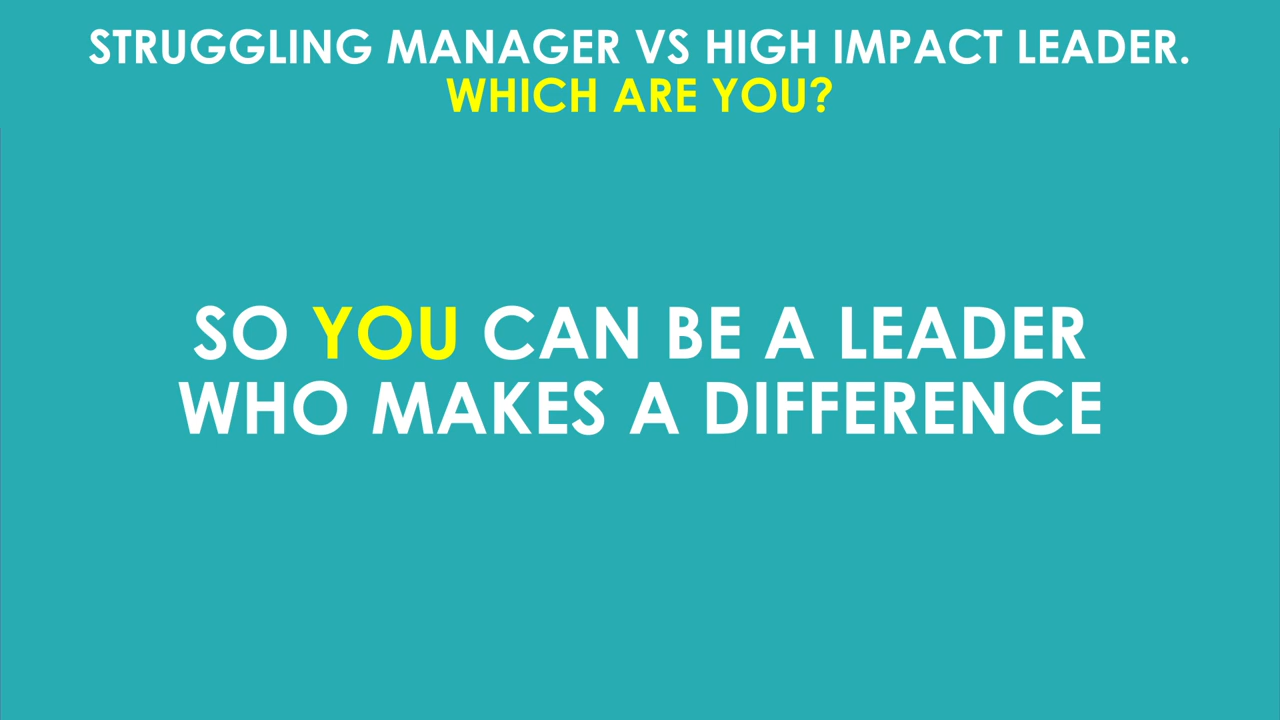 STRUGGLING MANAGER VS HIGH IMPACT LEADER.
WHICH ARE YOU?
SO YOU CAN BE A LEADER
WHO MAKES A DIFFERENCE